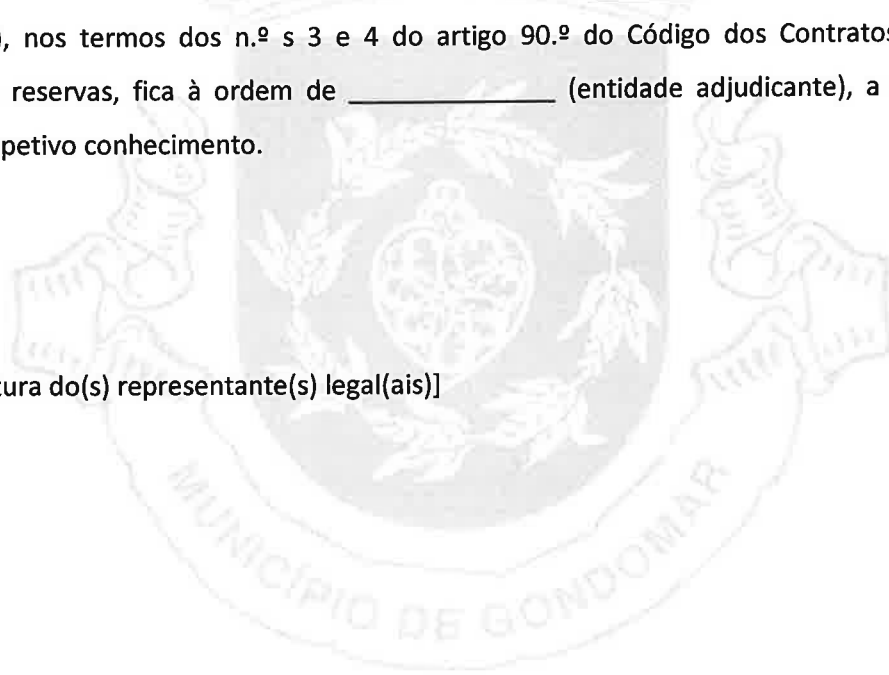 , nos termos dos n.º s 3 e 4 do artigo 90.º do Código dos Contratos
reservas, fica à ordem de ______________ (entidade adjudicante), a
petivo conhecimento.
tura do(s) representante(s) legal(ais)]
MUNICÍPIO DE GONDOMAR